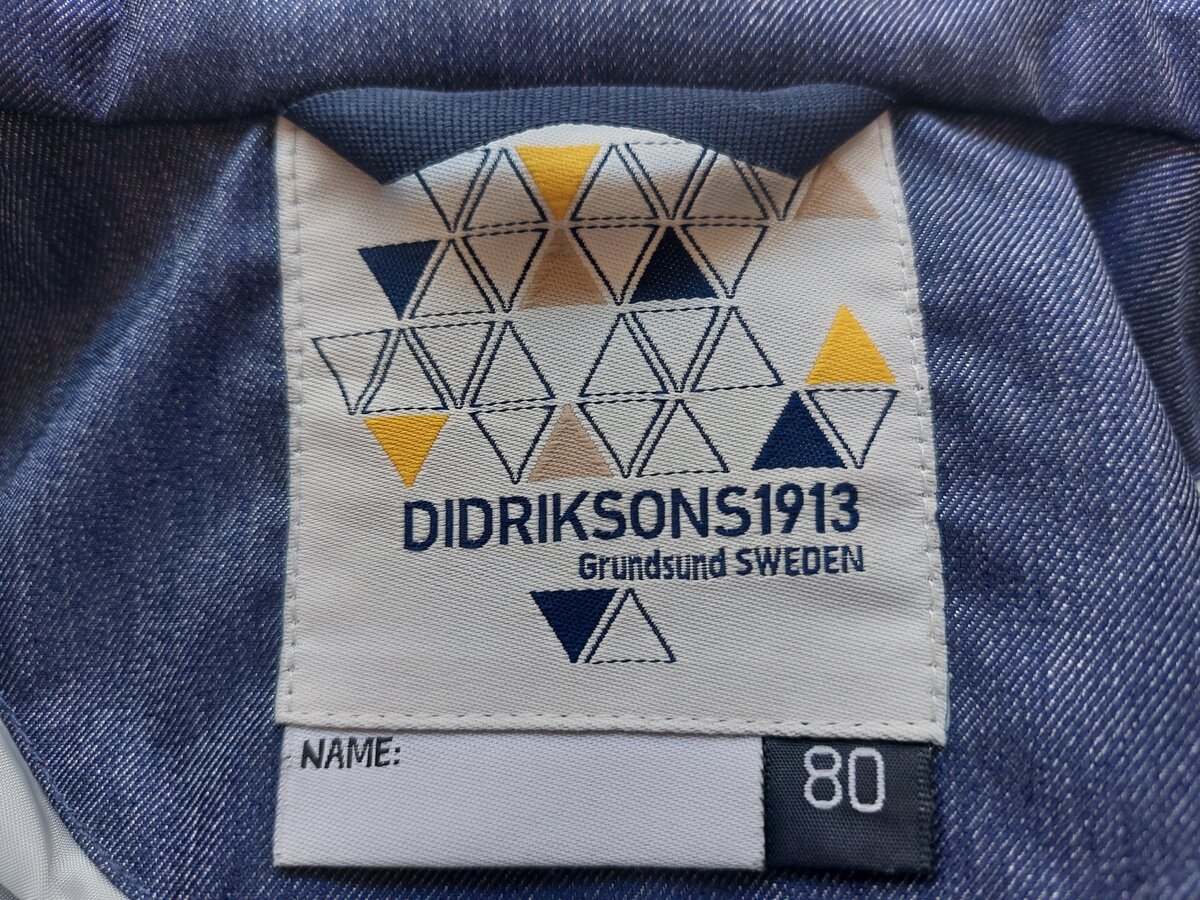 DIDRIKSONS1913
Grundsund SWEDEN
NAME:
80